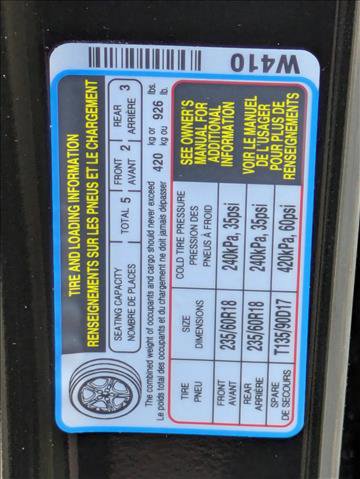 TIRE AND LOADING INFORMATION
RENSEIGNEMENTS SUR LES PNEUS ET LE CHARGEMENT
SEATING CAPACITY
NOMBRE DE PLACES
TOTAL 5
FRONT
AVANT 2
REAR
ARRIÈRE 3
The combined weight of occupants and cargo should never exceed
Le poids total des occupants et du chargement ne doit jamais dépasser
420 kg or
kg ou 926 lbs.
lb.
TIRE
PNEU
SIZE
DIMENSIONS
COLD TIRE PRESSURE
PRESSION DES
PNEUS À FROID
FRONT
AVANT
235/60R18
240kPa, 35psi
REAR
ARRIÈRE
235/60R18
240kPa, 35psi
SPARE
DE SECOURS
T135/90D17
420kPa, 60psi
SEE OWNER'S
MANUAL FOR
ADDITIONAL
INFORMATION
VOIR LE MANUEL
DE L'USAGER
POUR PLUS DE
RENSEIGNEMENTS
W410